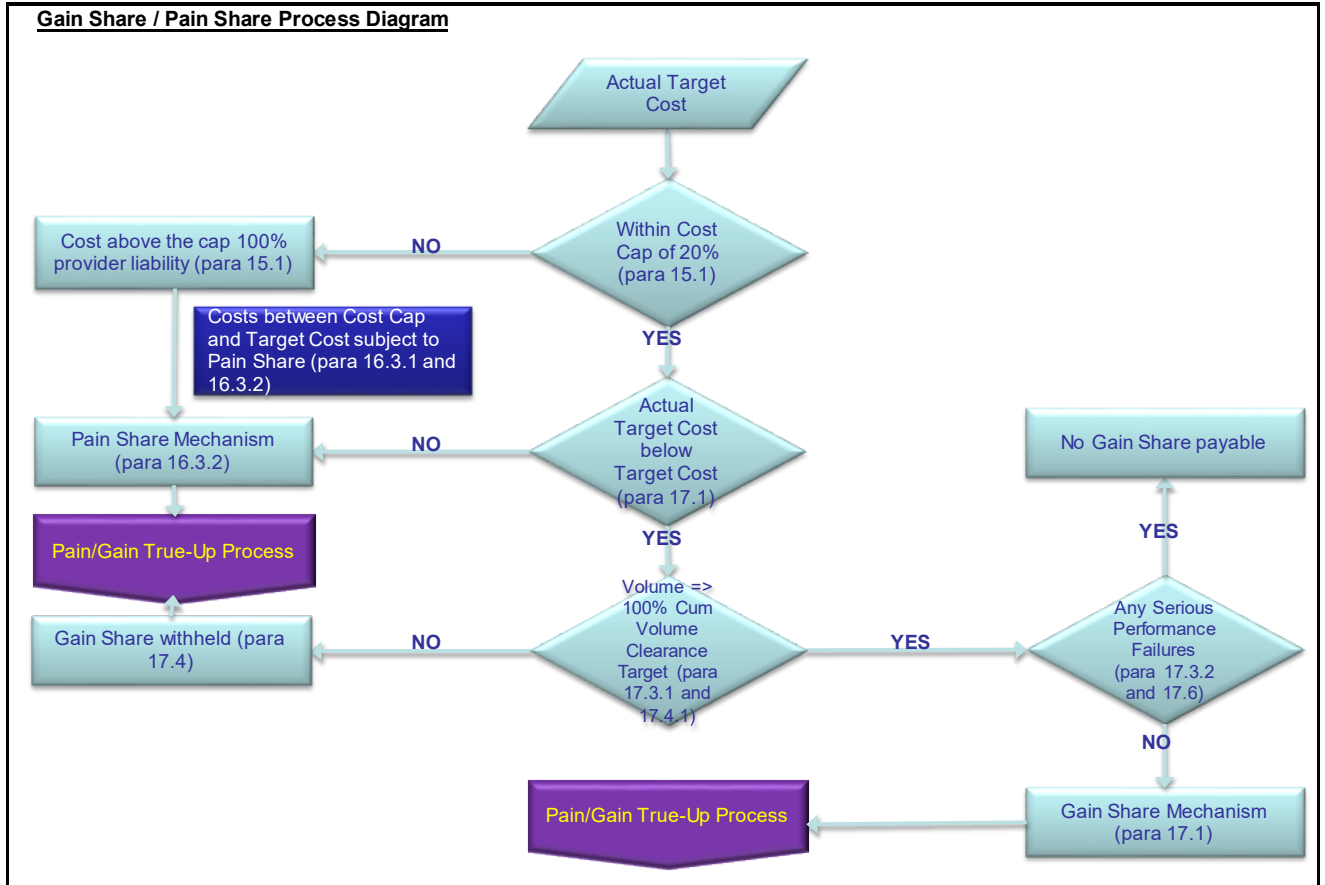 Gain Share / Pain Share Process Diagram
Actual Target
Cost
Within Cost
Cap of 20%
(para 15.1)
NO
Cost above the cap 100%
provider liability (para 15.1)
Costs between Cost Cap
and Target Cost subject to
Pain Share (para 16.3.1 and
16.3.2)
YES
Actual
Target Cost
below
Target Cost
(para 17.1)
NO
Pain Share Mechanism
(para 16.3.2)
No Gain Share payable
YES
YES
Pain/Gain True-Up Process
Volume =>
100% Cum
Volume
Clearance
Target (para
17.3.1 and
17.4.1)
NO
Gain Share withheld (para
17.4)
YES
Any Serious
Performance
Failures
(para 17.3.2
and 17.6)
NO
Gain Share Mechanism
(para 17.1)
Pain/Gain True-Up Process